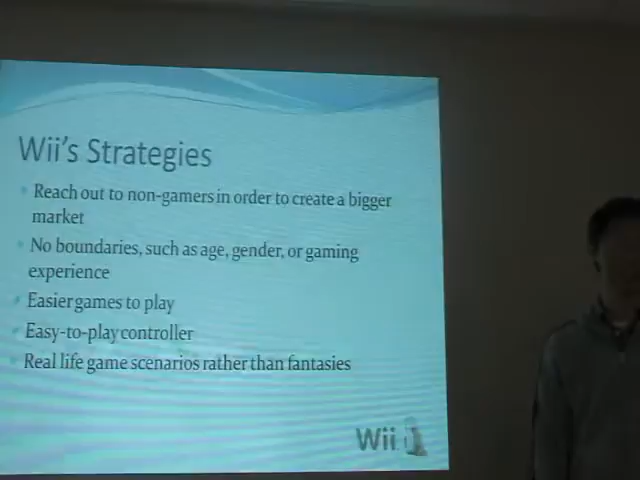 Wii's Strategies
Reach out to non-gamers in order to create a bigger
market
No boundaries, such as age, gender, or gaming
experience
Easier games to play
Easy-to-play controller
Real life game scenarios rather than fantasies
Wii